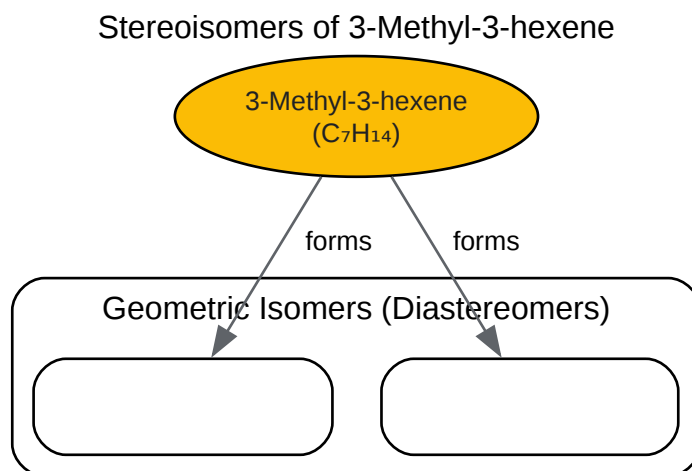 Stereoisomers of 3-Methyl-3-hexene
3-Methyl-3-hexene
(C₇H₁₄)
forms
forms
Geometric Isomers (Diastereomers)